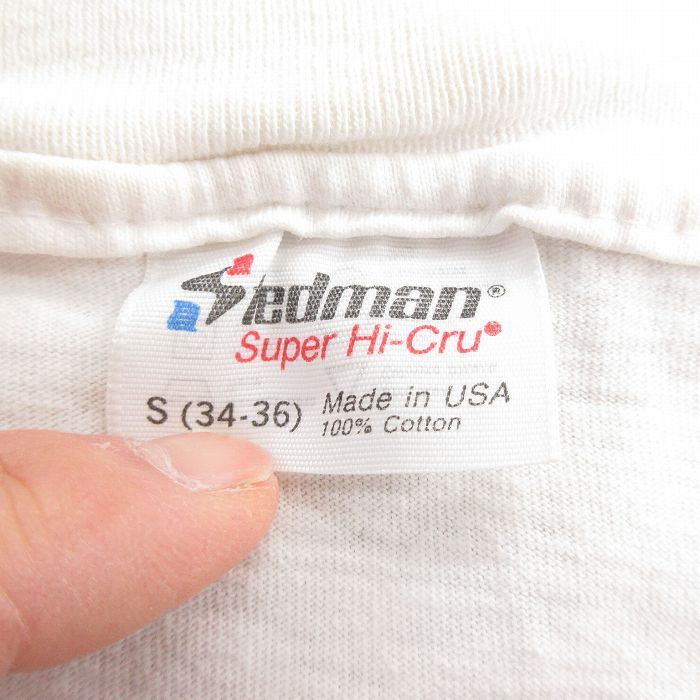 Stedman®
Super Hi-Cru
S (34-36) Made in USA
100% Cotton